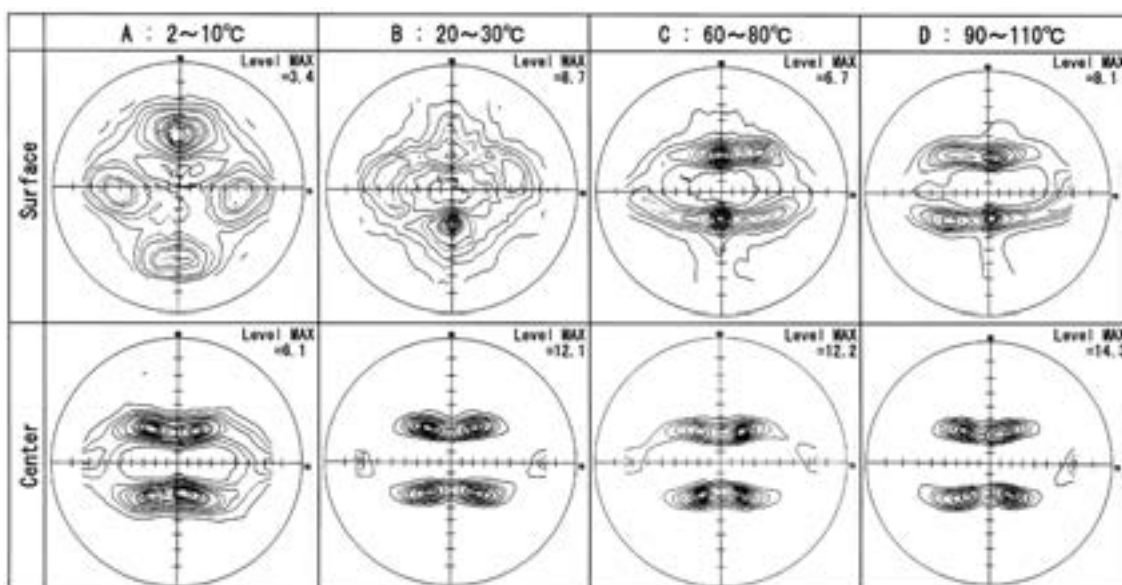 A : 2～10℃
B : 20～30℃
C : 60～80℃
D : 90～110℃
Surface
Level MAX
=3.4
Level MAX
=8.7
Level MAX
=6.7
Level MAX
=8.1
Center
Level MAX
=6.1
Level MAX
=12.1
Level MAX
=12.2
Level MAX
=14.3